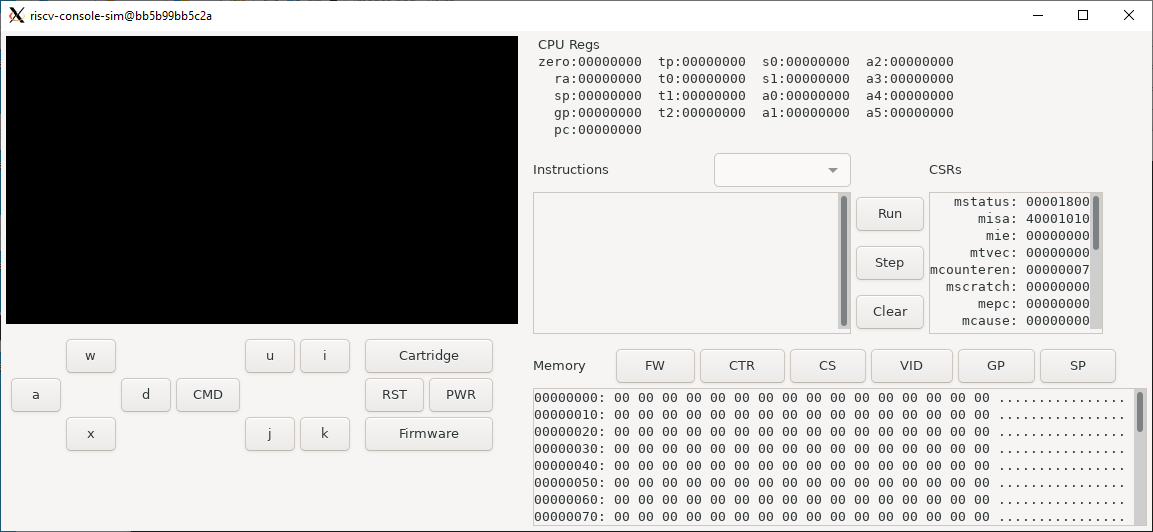 riscv-console-sim@bb5b99bb5c2a
CPU Regs
zero:00000000 tp:00000000 s0:00000000 a2:00000000
ra:00000000 t0:00000000 s1:00000000 a3:00000000
sp:00000000 t1:00000000 a0:00000000 a4:00000000
gp:00000000 t2:00000000 a1:00000000 a5:00000000
pc:00000000
Instructions
CSRs
Run
Step
Clear
mstatus: 00001800
misa: 40001010
mie: 00000000
mtvec: 00000000
mcounteren: 00000007
mscratch: 00000000
mepc: 00000000
mcause: 00000000
w
u
i
Cartridge
a
d
CMD
RST
PWR
x
j
k
Firmware
Memory
FW
CTR
CS
VID
GP
SP
00000000: 00 00 00 00 00 00 00 00 00 00 00 00 00 00 00 00 ................
00000010: 00 00 00 00 00 00 00 00 00 00 00 00 00 00 00 00 ................
00000020: 00 00 00 00 00 00 00 00 00 00 00 00 00 00 00 00 ................
00000030: 00 00 00 00 00 00 00 00 00 00 00 00 00 00 00 00 ................
00000040: 00 00 00 00 00 00 00 00 00 00 00 00 00 00 00 00 ................
00000050: 00 00 00 00 00 00 00 00 00 00 00 00 00 00 00 00 ................
00000060: 00 00 00 00 00 00 00 00 00 00 00 00 00 00 00 00 ................
00000070: 00 00 00 00 00 00 00 00 00 00 00 00 00 00 00 00 ................